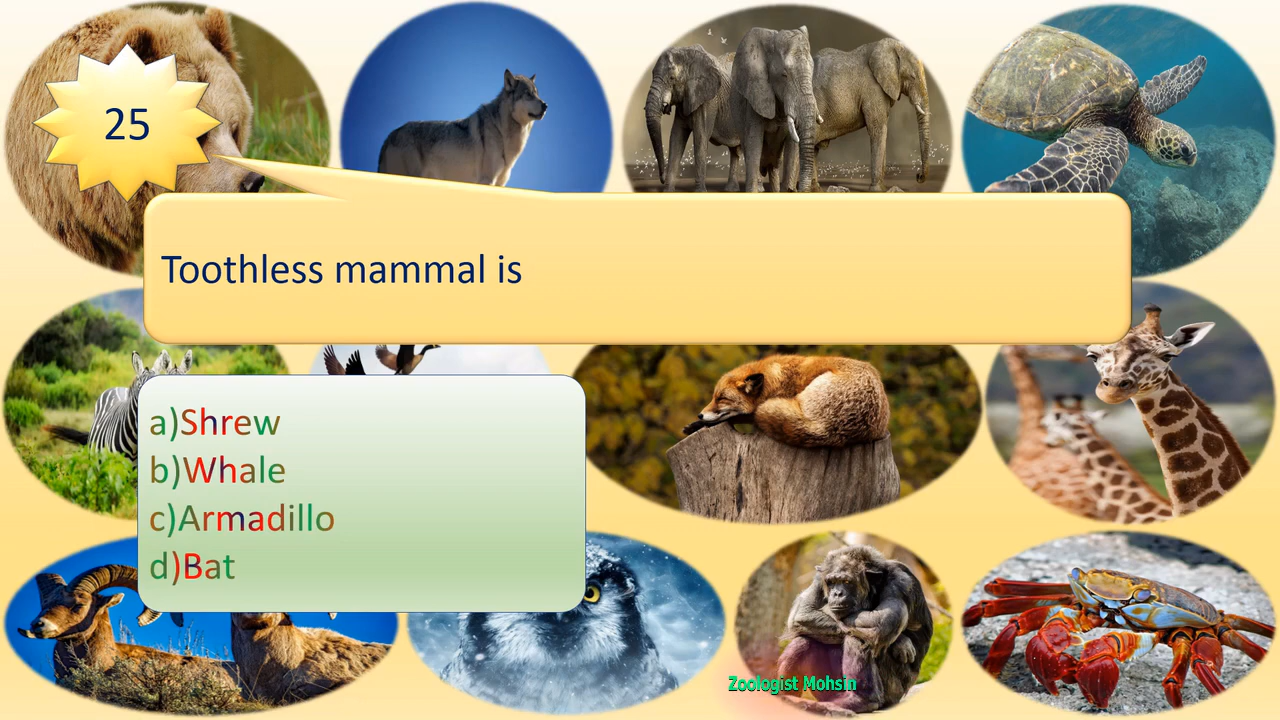 25
Toothless mammal is
a)Shrew
b)Whale
c)Armadillo
d)Bat
Zoologist Mohsin